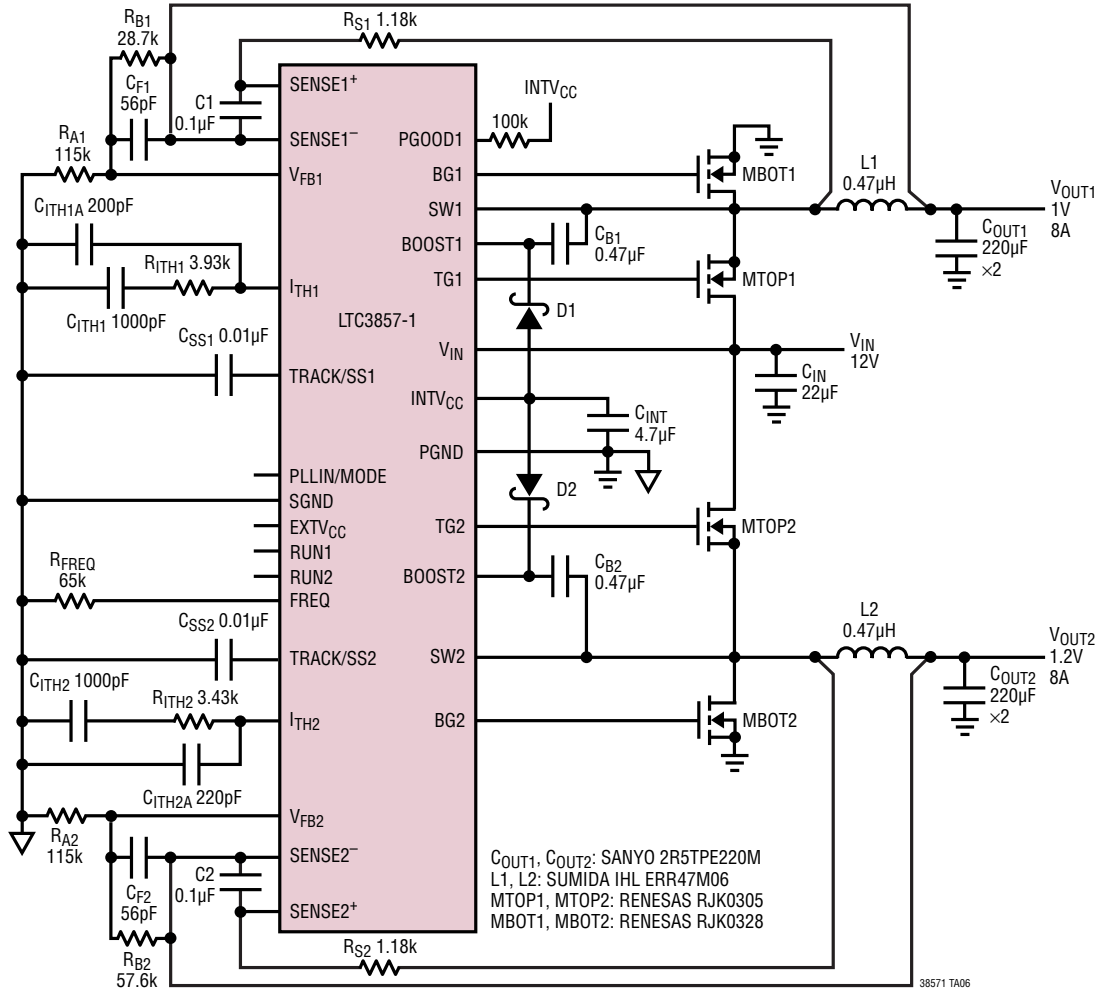 RB1
28.7k
CF1
56pF
RA1
115k
RS1 1.18k
C1
0.1µF
SENSE1+
SENSE1–
VFB1
CITH1A 200pF
RITH1 3.93k
CITH1 1000pF
ITH1
CSS1 0.01µF
TRACK/SS1
PLLIN/MODE
SGND
EXTVCC
RUN1
RUN2
RFREQ
65k
FREQ
CSS2 0.01µF
TRACK/SS2
CITH2 1000pF
RITH2 3.43k
ITH2
CITH2A 220pF
RA2
115k
VFB2
SENSE2–
CF2
56pF
C2
0.1µF
SENSE2+
RB2
57.6k
RS2 1.18k
LTC3857-1
PGOOD1
100k
INTVCC
BG1
SW1
BOOST1
TG1
VIN
INTVCC
PGND
TG2
BOOST2
SW2
BG2
MBOT1
CB1
0.47µF
MTOP1
D1
L1
0.47µH
VOUT1
1V
8A
COUT1
220µF
×2
VIN
12V
CIN
22µF
CINT
4.7µF
D2
MTOP2
CB2
0.47µF
L2
0.47µH
VOUT2
1.2V
8A
COUT2
220µF
×2
MBOT2
COUT1, COUT2: SANYO 2R5TPE220M
L1, L2: SUMIDA IHL ERR47M06
MTOP1, MTOP2: RENESAS RJK0305
MBOT1, MBOT2: RENESAS RJK0328
38571 TA06